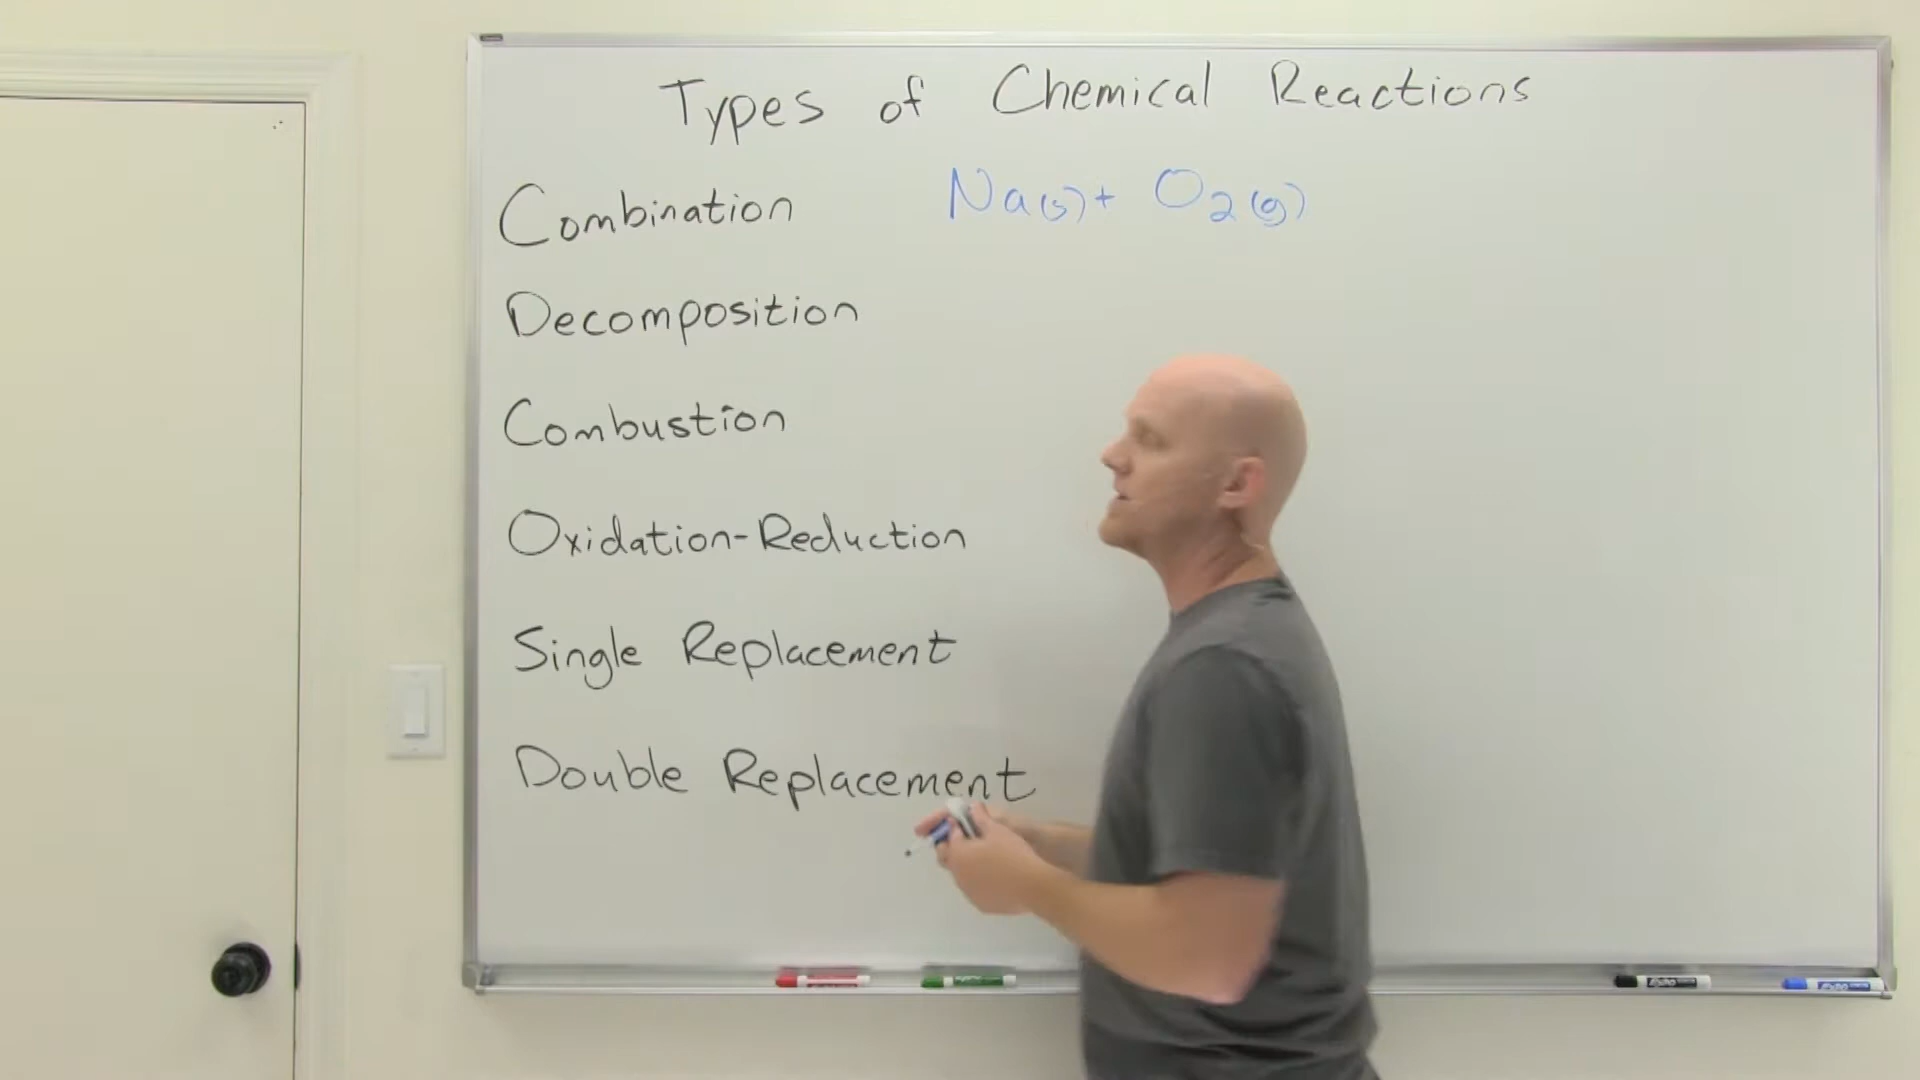 Types of Chemical Reactions
Combination Na(s) + O2(g)
Decomposition
Combustion
Oxidation-Reduction
Single Replacement
Double Replacement